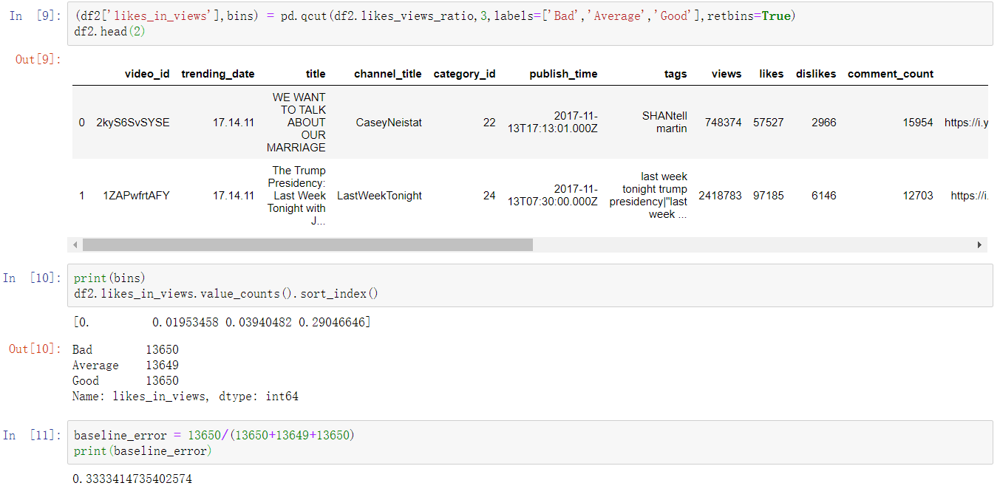 In [9]: (df2['likes_in_views'],bins) = pd.qcut(df2.likes_views_ratio,3,labels=['Bad','Average','Good'],retbins=True)
df2.head(2)
Out[9]:
video_id trending_date title channel_title category_id publish_time tags views likes dislikes comment_count
WE WANT
TO TALK
ABOUT
OUR
MARRIAGE
0 2kyS6SvSYSE 17.14.11 CaseyNeistat 22 2017-11-
13T17:13:01.000Z SHANtell
martin 748374 57527 2966 15954 https://i.y
The Trump
Presidency:
Last Week
Tonight with
J...
1 1ZAPwfrtAFY 17.14.11 LastWeekTonight 24 2017-11-
13T07:30:00.000Z last week
tonight trump
presidency|"last
week ... 2418783 97185 6146 12703 https://i.
In [10]: print(bins)
df2.likes_in_views.value_counts().sort_index()
[0. 0.01953458 0.03940482 0.29046646]
Out[10]: Bad 13650
Average 13649
Good 13650
Name: likes_in_views, dtype: int64
In [11]: baseline_error = 13650/(13650+13649+13650)
print(baseline_error)
0.3333414735402574